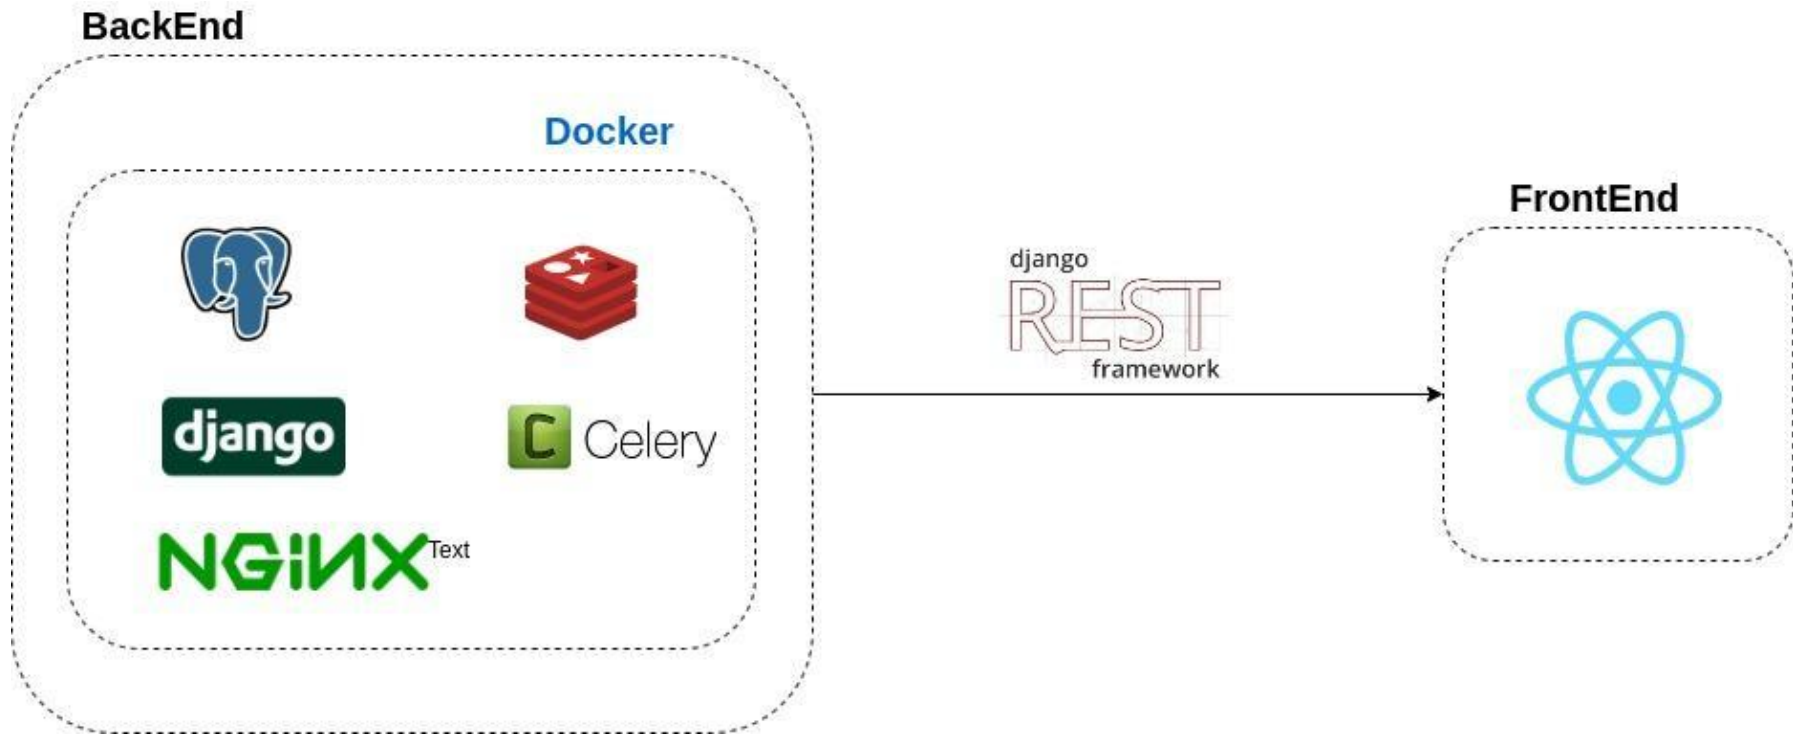 BackEnd
Docker
django
C Celery
NGiNX Text
django
REST
framework
FrontEnd